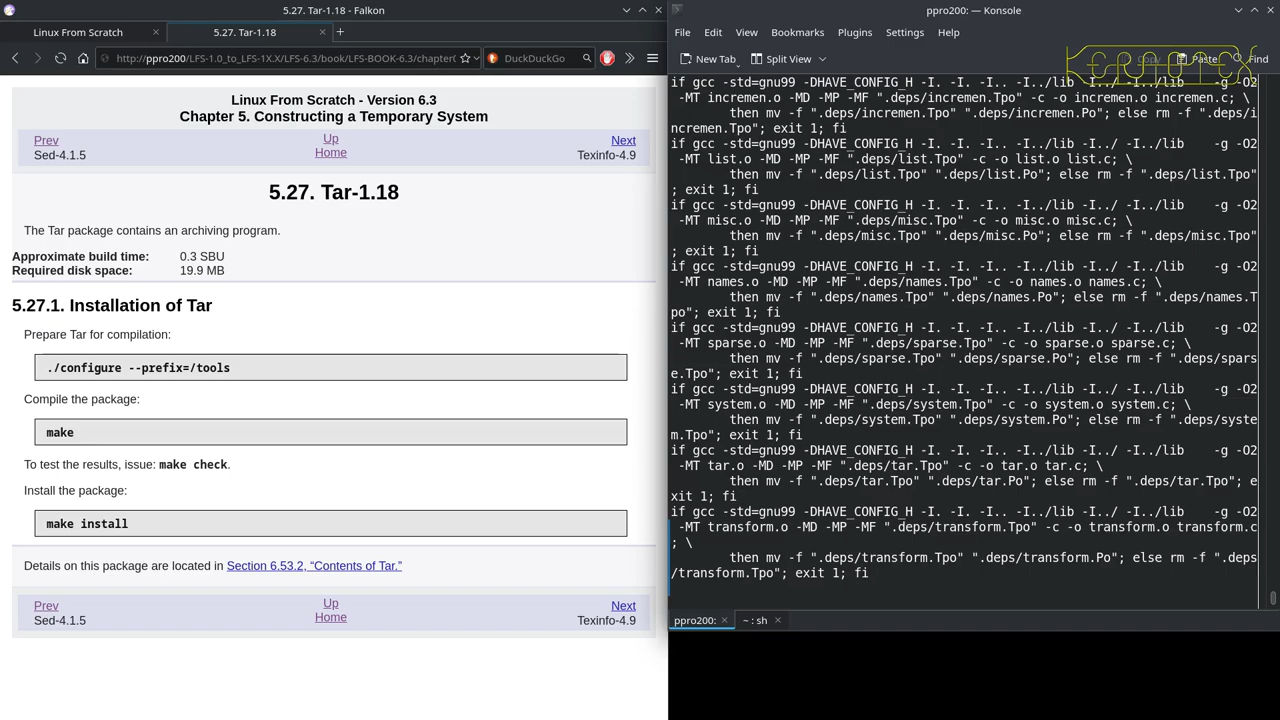 5.27. Tar-1.18 - Falkon
Linux From Scratch
5.27. Tar-1.18
http://ppro200/LFS-1.0_to_LFS-1X.X/LFS-6.3/book/LFS-BOOK-6.3/chapter(
DuckDuckGo
Linux From Scratch - Version 6.3
Chapter 5. Constructing a Temporary System
Prev
Up
Next
Sed-4.1.5
Home
Texinfo-4.9
5.27. Tar-1.18
The Tar package contains an archiving program.
Approximate build time: 0.3 SBU
Required disk space: 19.9 MB
5.27.1. Installation of Tar
Prepare Tar for compilation:
./configure --prefix=/tools
Compile the package:
make
To test the results, issue: make check.
Install the package:
make install
Details on this package are located in Section 6.53.2, “Contents of Tar.”
Prev
Up
Next
Sed-4.1.5
Home
Texinfo-4.9
ppro200: — Konsole
File Edit View Bookmarks Plugins Settings Help
New Tab Split View Copy Paste Find
if gcc -std=gnu99 -DHAVE_CONFIG_H -I. -I. -I../lib -I../ -I../lib    -g -O2
 -MT incremen.o -MD -MP -MF ".deps/incremen.Tpo" -c -o incremen.o incremen.c; \
        then mv -f ".deps/incremen.Tpo" ".deps/incremen.Po"; else rm -f ".deps/i
ncremen.Tpo"; exit 1; fi
if gcc -std=gnu99 -DHAVE_CONFIG_H -I. -I. -I../lib -I../ -I../lib    -g -O2
 -MT list.o -MD -MP -MF ".deps/list.Tpo" -c -o list.o list.c; \
        then mv -f ".deps/list.Tpo" ".deps/list.Po"; else rm -f ".deps/list.Tpo"
; exit 1; fi
if gcc -std=gnu99 -DHAVE_CONFIG_H -I. -I. -I../lib -I../ -I../lib    -g -O2
 -MT misc.o -MD -MP -MF ".deps/misc.Tpo" -c -o misc.o misc.c; \
        then mv -f ".deps/misc.Tpo" ".deps/misc.Po"; else rm -f ".deps/misc.Tpo"
; exit 1; fi
if gcc -std=gnu99 -DHAVE_CONFIG_H -I. -I. -I../lib -I../ -I../lib    -g -O2
 -MT names.o -MD -MP -MF ".deps/names.Tpo" -c -o names.o names.c; \
        then mv -f ".deps/names.Tpo" ".deps/names.Po"; else rm -f ".deps/names.T
po"; exit 1; fi
if gcc -std=gnu99 -DHAVE_CONFIG_H -I. -I. -I../lib -I../ -I../lib    -g -O2
 -MT sparse.o -MD -MP -MF ".deps/sparse.Tpo" -c -o sparse.o sparse.c; \
        then mv -f ".deps/sparse.Tpo" ".deps/sparse.Po"; else rm -f ".deps/spars
e.Tpo"; exit 1; fi
if gcc -std=gnu99 -DHAVE_CONFIG_H -I. -I. -I../lib -I../ -I../lib    -g -O2
 -MT system.o -MD -MP -MF ".deps/system.Tpo" -c -o system.o system.c; \
        then mv -f ".deps/system.Tpo" ".deps/system.Po"; else rm -f ".deps/syste
m.Tpo"; exit 1; fi
if gcc -std=gnu99 -DHAVE_CONFIG_H -I. -I. -I../lib -I../ -I../lib    -g -O2
 -MT tar.o -MD -MP -MF ".deps/tar.Tpo" -c -o tar.o tar.c; \
        then mv -f ".deps/tar.Tpo" ".deps/tar.Po"; else rm -f ".deps/tar.Tpo"; e
xit 1; fi
if gcc -std=gnu99 -DHAVE_CONFIG_H -I. -I. -I../lib -I../ -I../lib    -g -O2
 -MT transform.o -MD -MP -MF ".deps/transform.Tpo" -c -o transform.o transform.c
; \
        then mv -f ".deps/transform.Tpo" ".deps/transform.Po"; else rm -f ".deps
/transform.Tpo"; exit 1; fi
ppro200: ~ : sh